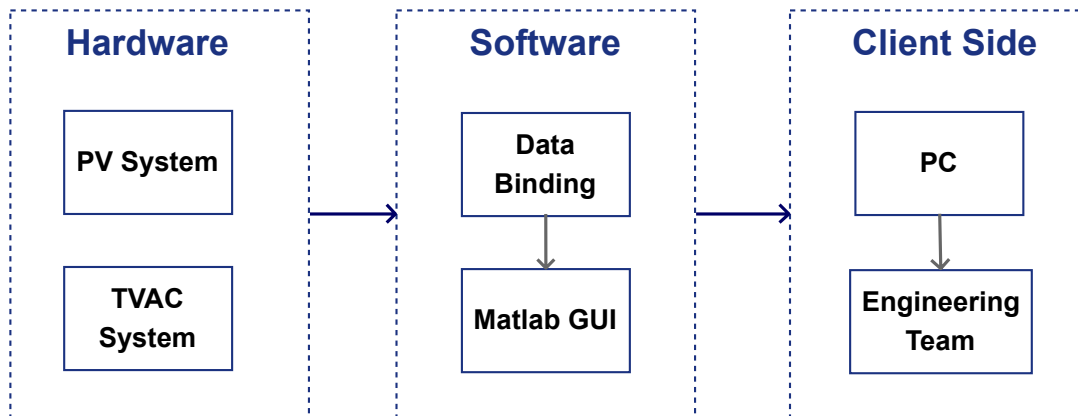 Hardware
PV System
TVAC
System
Software
Data
Binding
Matlab GUI
Client Side
PC
Engineering
Team